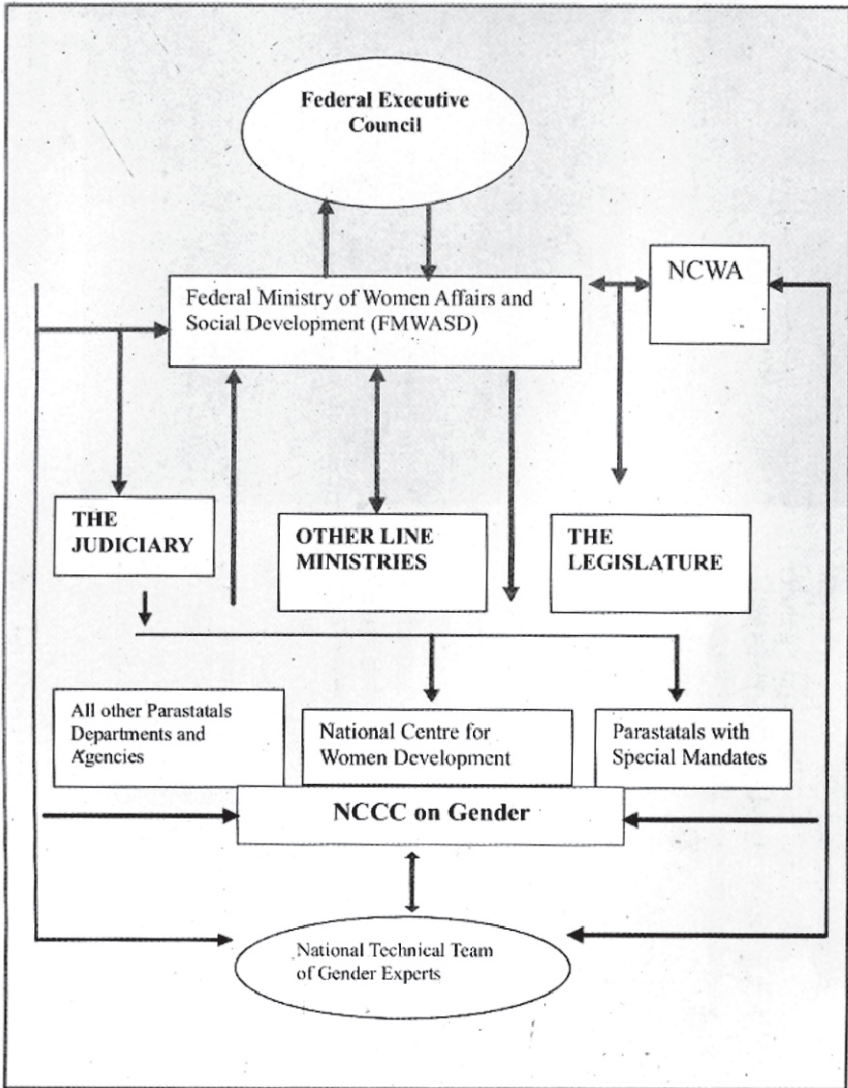 Federal Executive
Council
NCWA
Federal Ministry of Women Affairs and
Social Development (FMWASD)
THE
JUDICIARY
OTHER LINE
MINISTRIES
THE
LEGISLATURE
All other Parastatals
Departments and
Agencies
National Centre for
Women Development
Parastatals with
Special Mandates
NCCC on Gender
National Technical Team
of Gender Experts